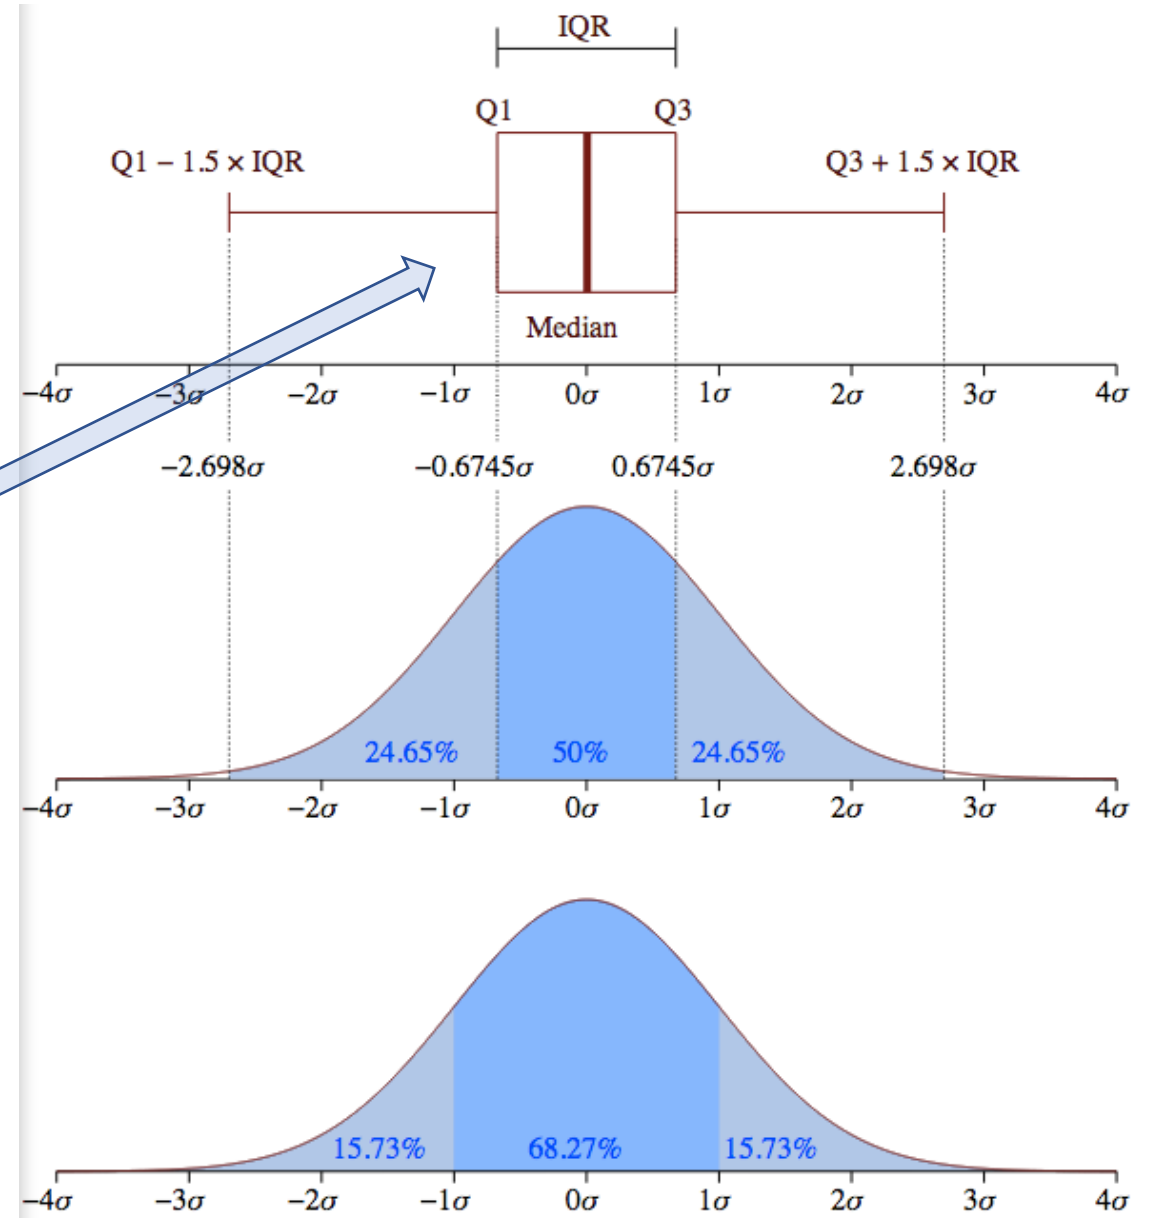 IQR
Q1 Q3
Q1 − 1.5 × IQR Q3 + 1.5 × IQR
Median
−4σ −3σ −2σ −1σ 0σ 1σ 2σ 3σ 4σ
−2.698σ −0.6745σ 0.6745σ 2.698σ
24.65% 50% 24.65%
−4σ −3σ −2σ −1σ 0σ 1σ 2σ 3σ 4σ
15.73% 68.27% 15.73%
−4σ −3σ −2σ −1σ 0σ 1σ 2σ 3σ 4σ